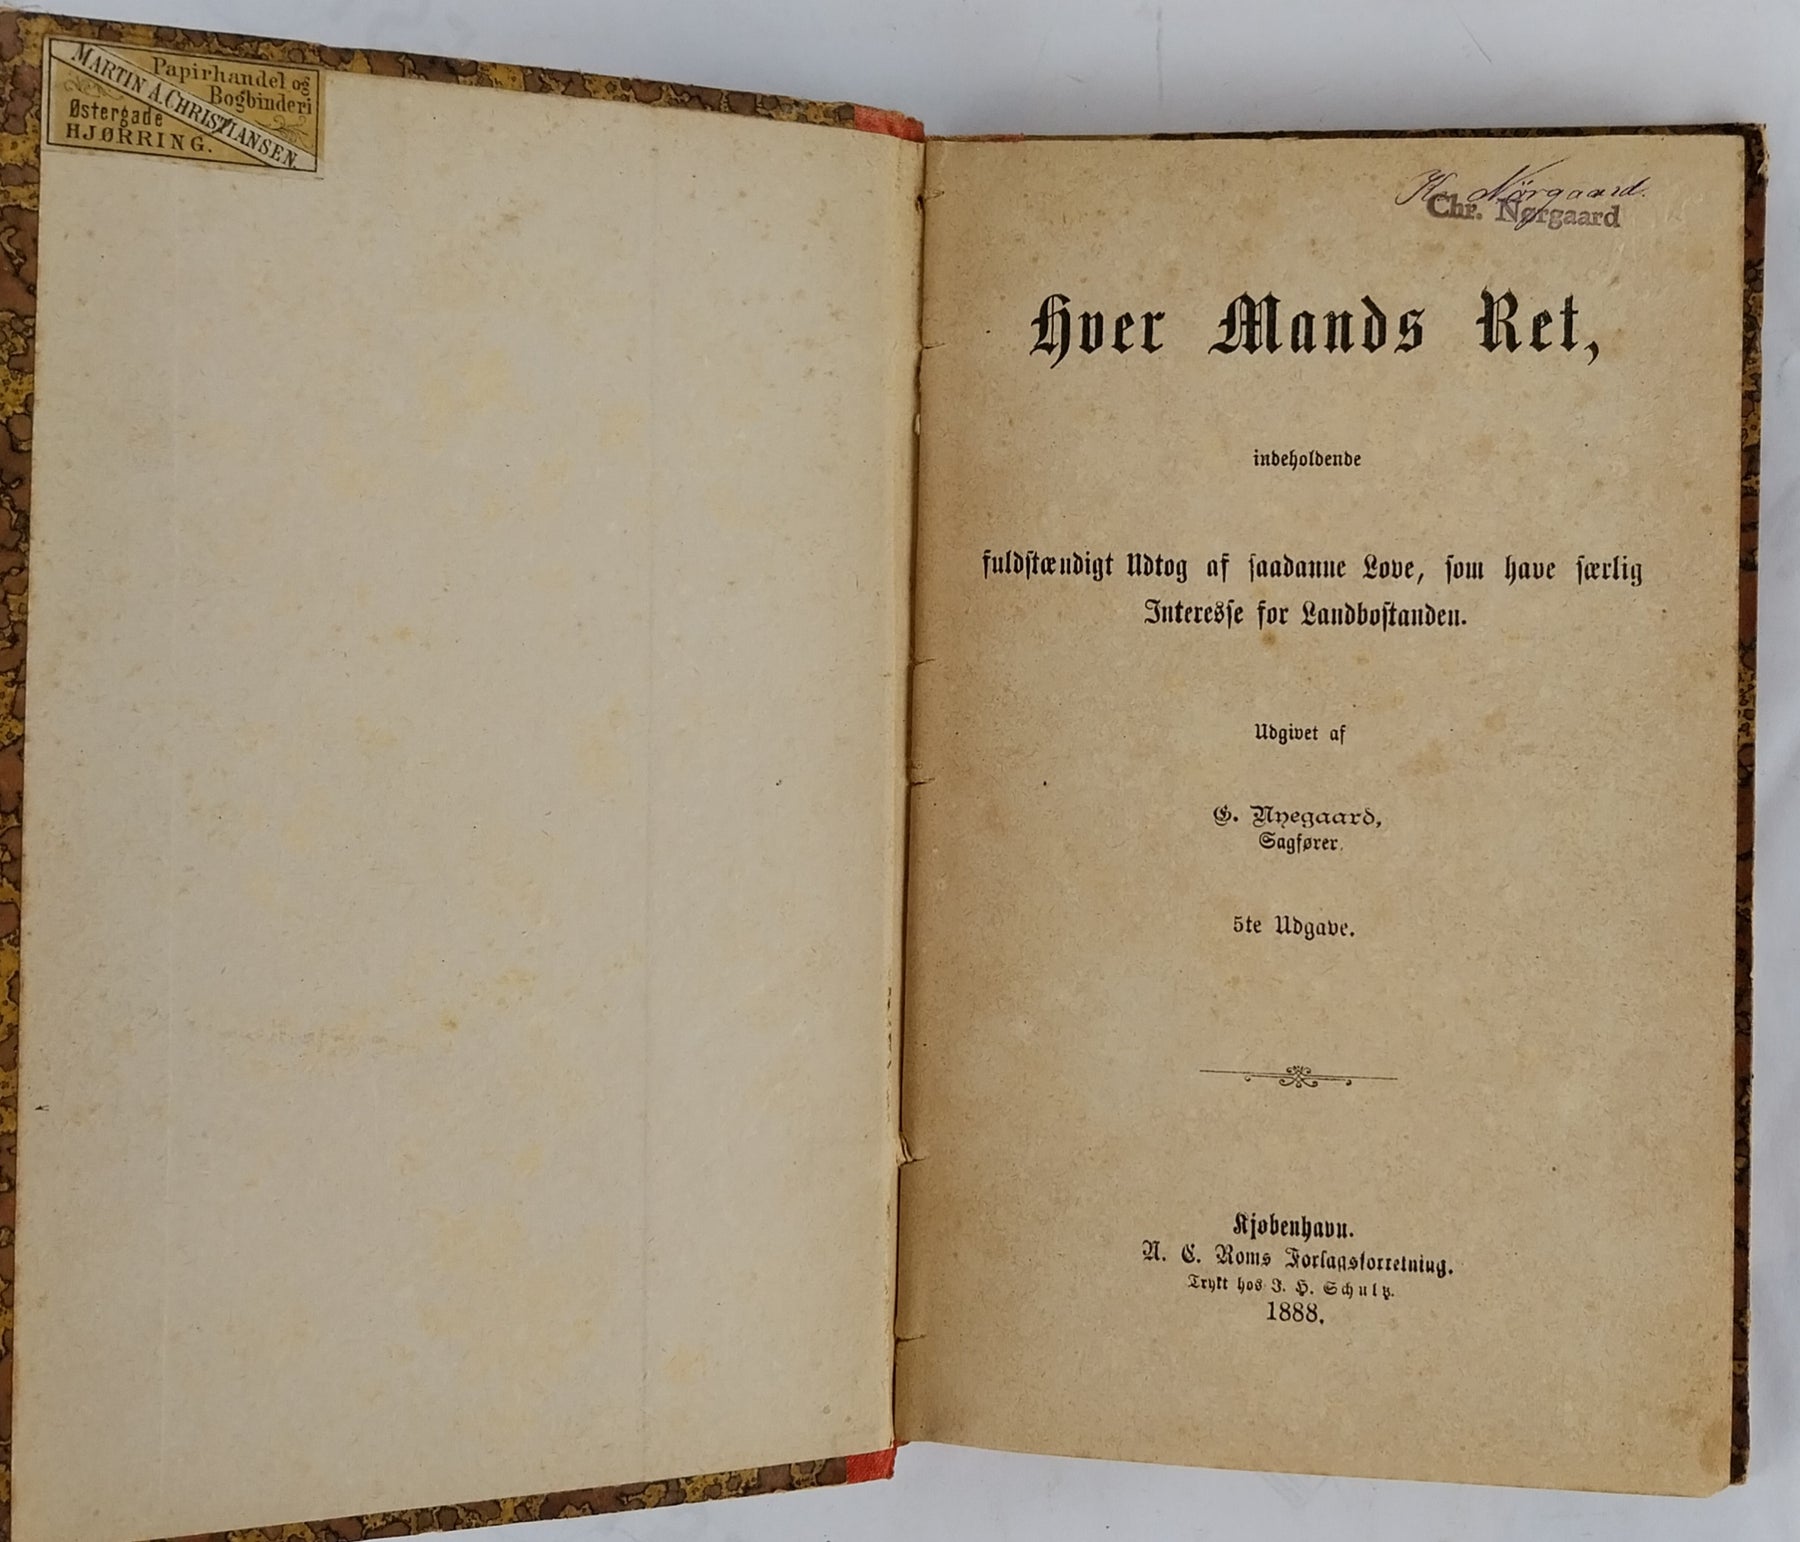 Papirhandel og
Bogbinderi
MARTIN A. CHRISTIANSEN.
Østergade
HJØRRING.
K. Nörgaard.
Chr. Nørgaard
Hver Mands Ret,
indeholdende
fuldstændigt Udtog af saadanne Love, som have særlig
Interesse for Landbostanden.
Udgivet af
G. Nyegaard,
Sagfører.
5te Udgave.
Kjøbenhavn.
N. C. Roms Forlagsforretning.
Trykt hos J. H. Schultz.
1888.